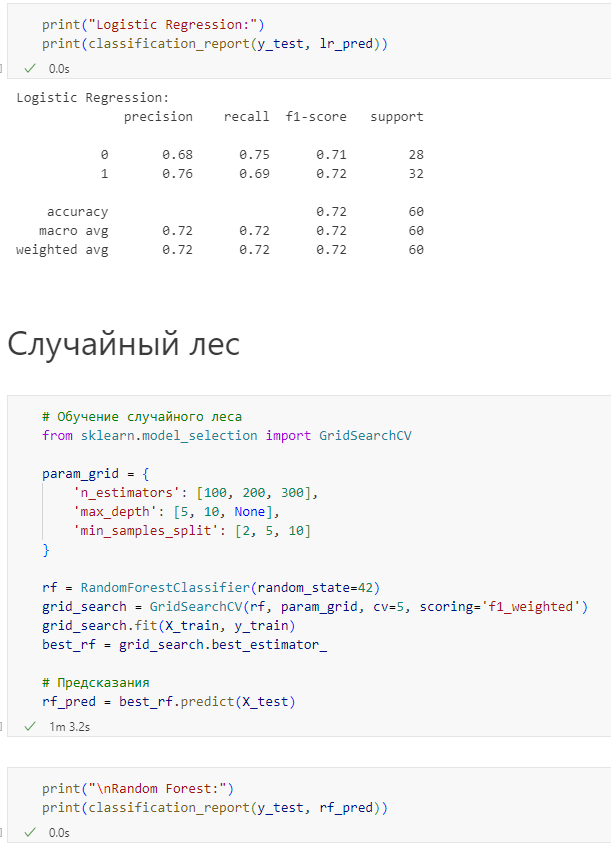 print("Logistic Regression:")
print(classification_report(y_test, lr_pred))
0.0s
Logistic Regression:
precision recall f1-score support
0 0.68 0.75 0.71 28
1 0.76 0.69 0.72 32
accuracy 0.72 60
macro avg 0.72 0.72 0.72 60
weighted avg 0.72 0.72 0.72 60
Случайный лес
# Обучение случайного леса
from sklearn.model_selection import GridSearchCV
param_grid = {
'n_estimators': [100, 200, 300],
'max_depth': [5, 10, None],
'min_samples_split': [2, 5, 10]
}
rf = RandomForestClassifier(random_state=42)
grid_search = GridSearchCV(rf, param_grid, cv=5, scoring='f1_weighted')
grid_search.fit(X_train, y_train)
best_rf = grid_search.best_estimator_
# Предсказания
rf_pred = best_rf.predict(X_test)
1m 3.2s
print("\nRandom Forest:")
print(classification_report(y_test, rf_pred))
0.0s